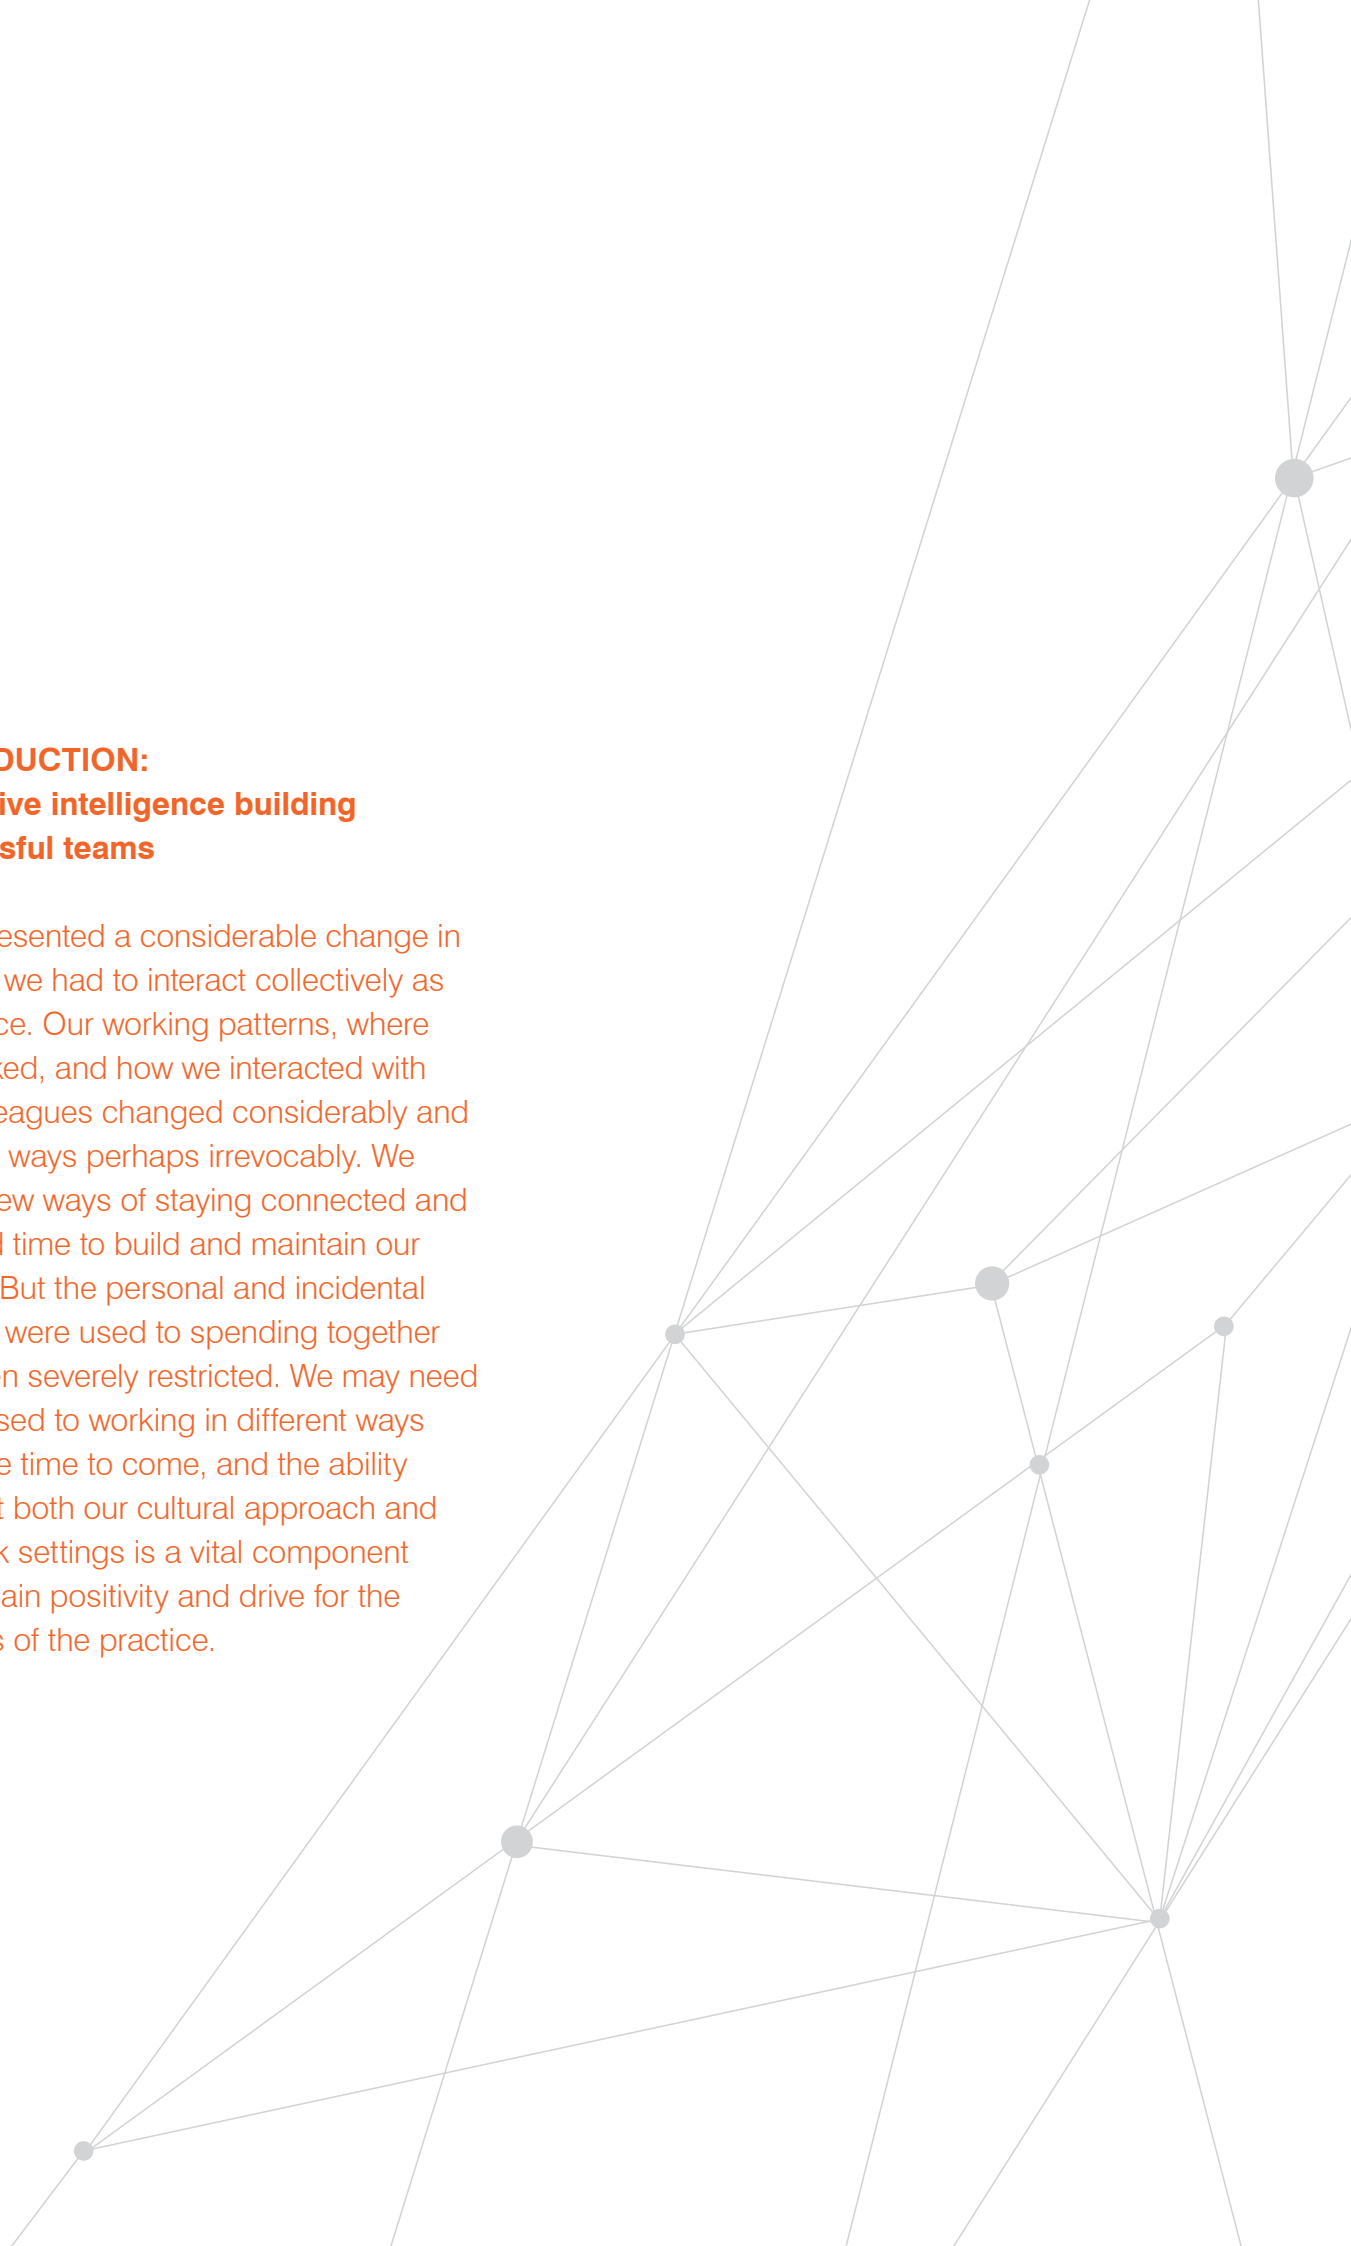 DUCTION:
ive intelligence building
sful teams
esented a considerable change in
we had to interact collectively as
ce. Our working patterns, where
ked, and how we interacted with
eagues changed considerably and
ways perhaps irrevocably. We
ew ways of staying connected and
time to build and maintain our
But the personal and incidental
were used to spending together
n severely restricted. We may need
sed to working in different ways
e time to come, and the ability
t both our cultural approach and
k settings is a vital component
ain positivity and drive for the
s of the practice.